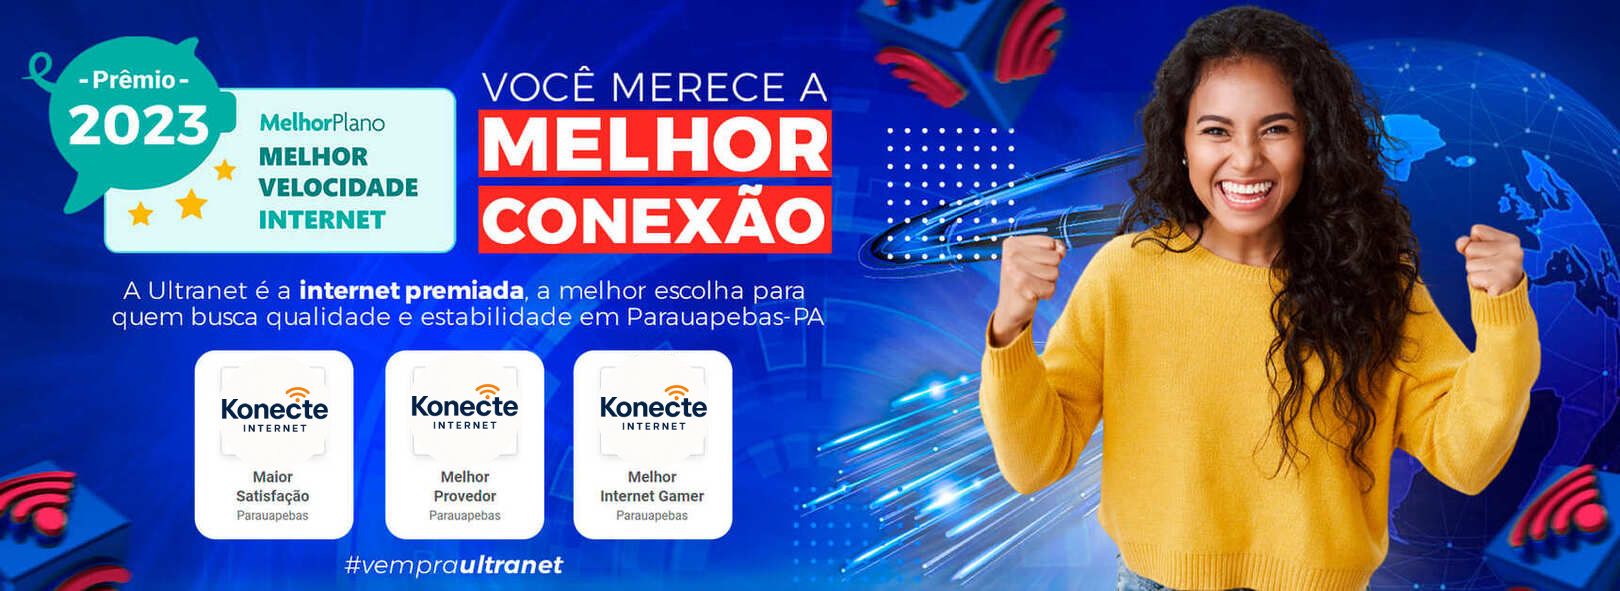 -Prêmio-
2023
MelhorPlano
MELHOR
VELOCIDADE
INTERNET
VOCÊ MERECE A
MELHOR
CONEXÃO
A Ultranet é a internet premiada, a melhor escolha para
quem busca qualidade e estabilidade em Parauapebas-PA
Konecte
INTERNET
Maior
Satisfação
Parauapebas
Konecte
INTERNET
Melhor
Provedor
Parauapebas
Konecte
INTERNET
Melhor
Internet Gamer
Parauapebas
#vempraultranet